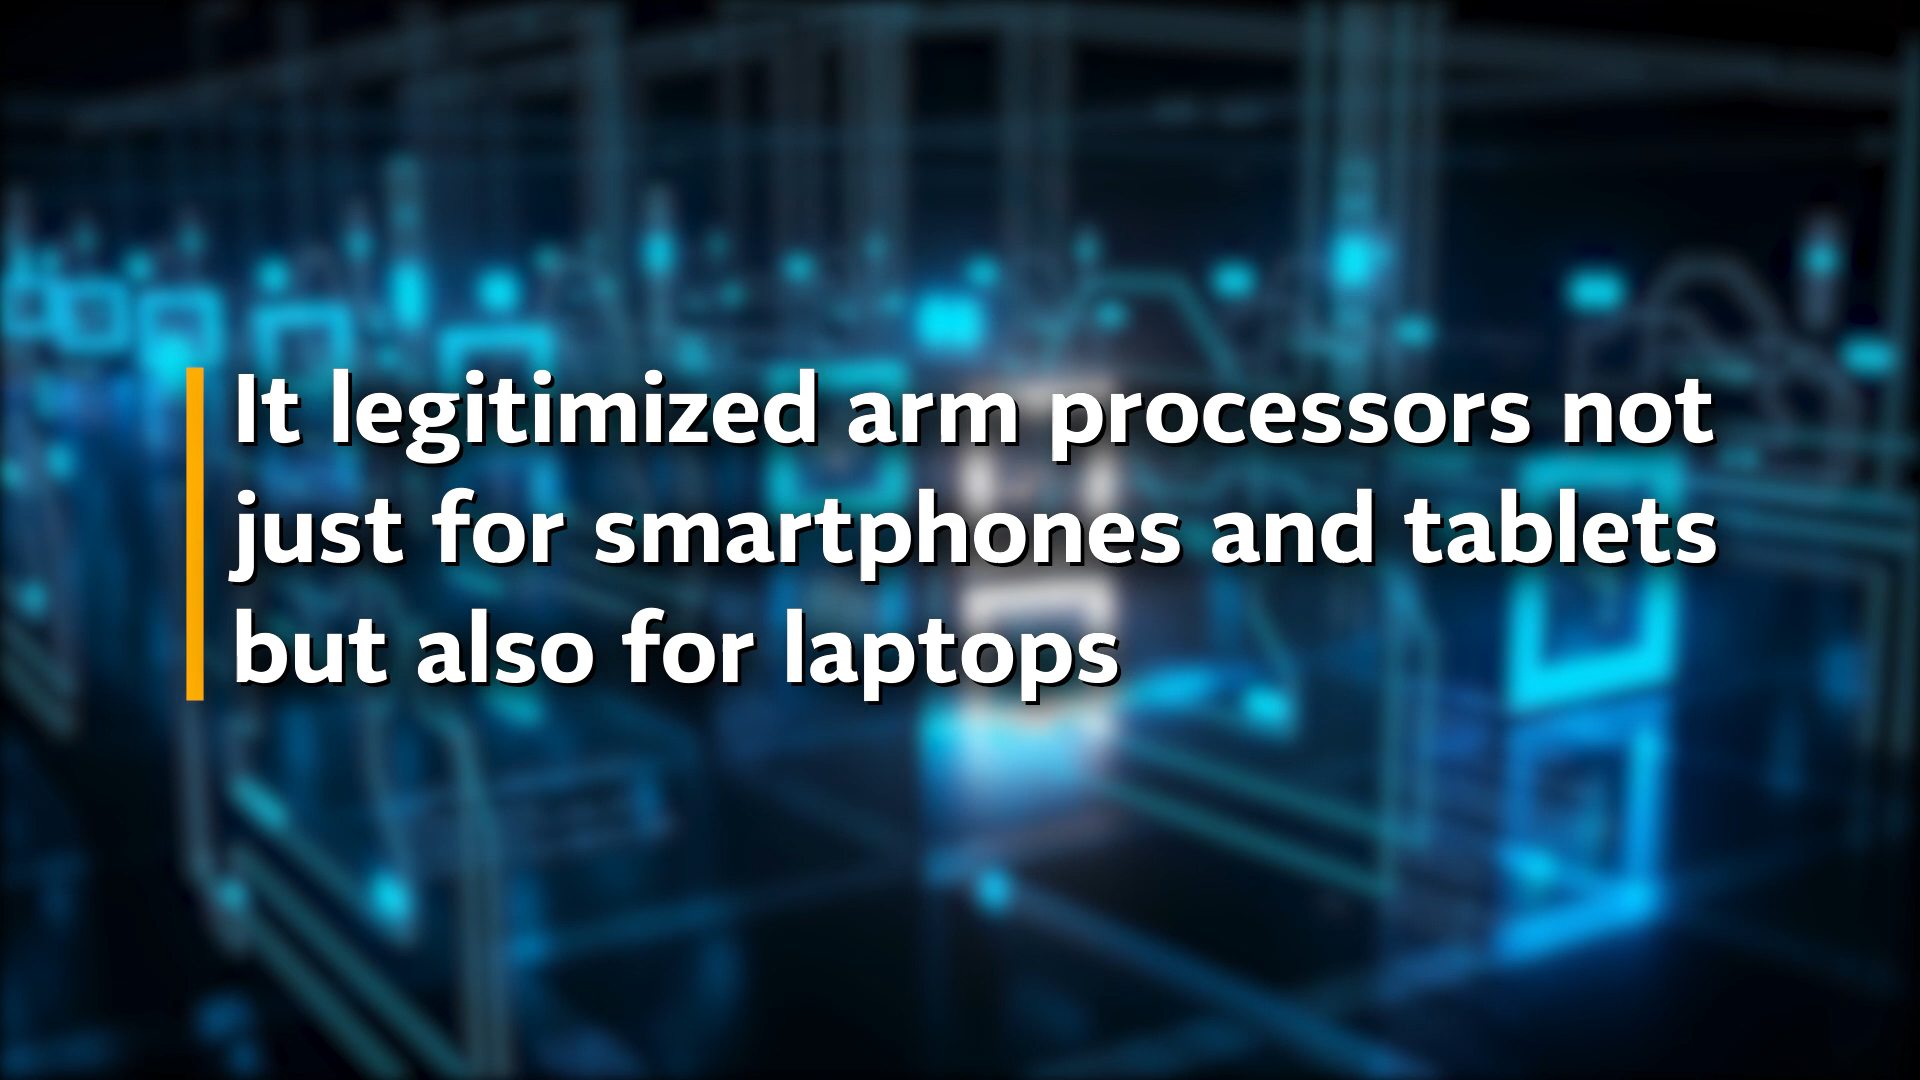 It legitimized arm processors not
just for smartphones and tablets
but also for laptops